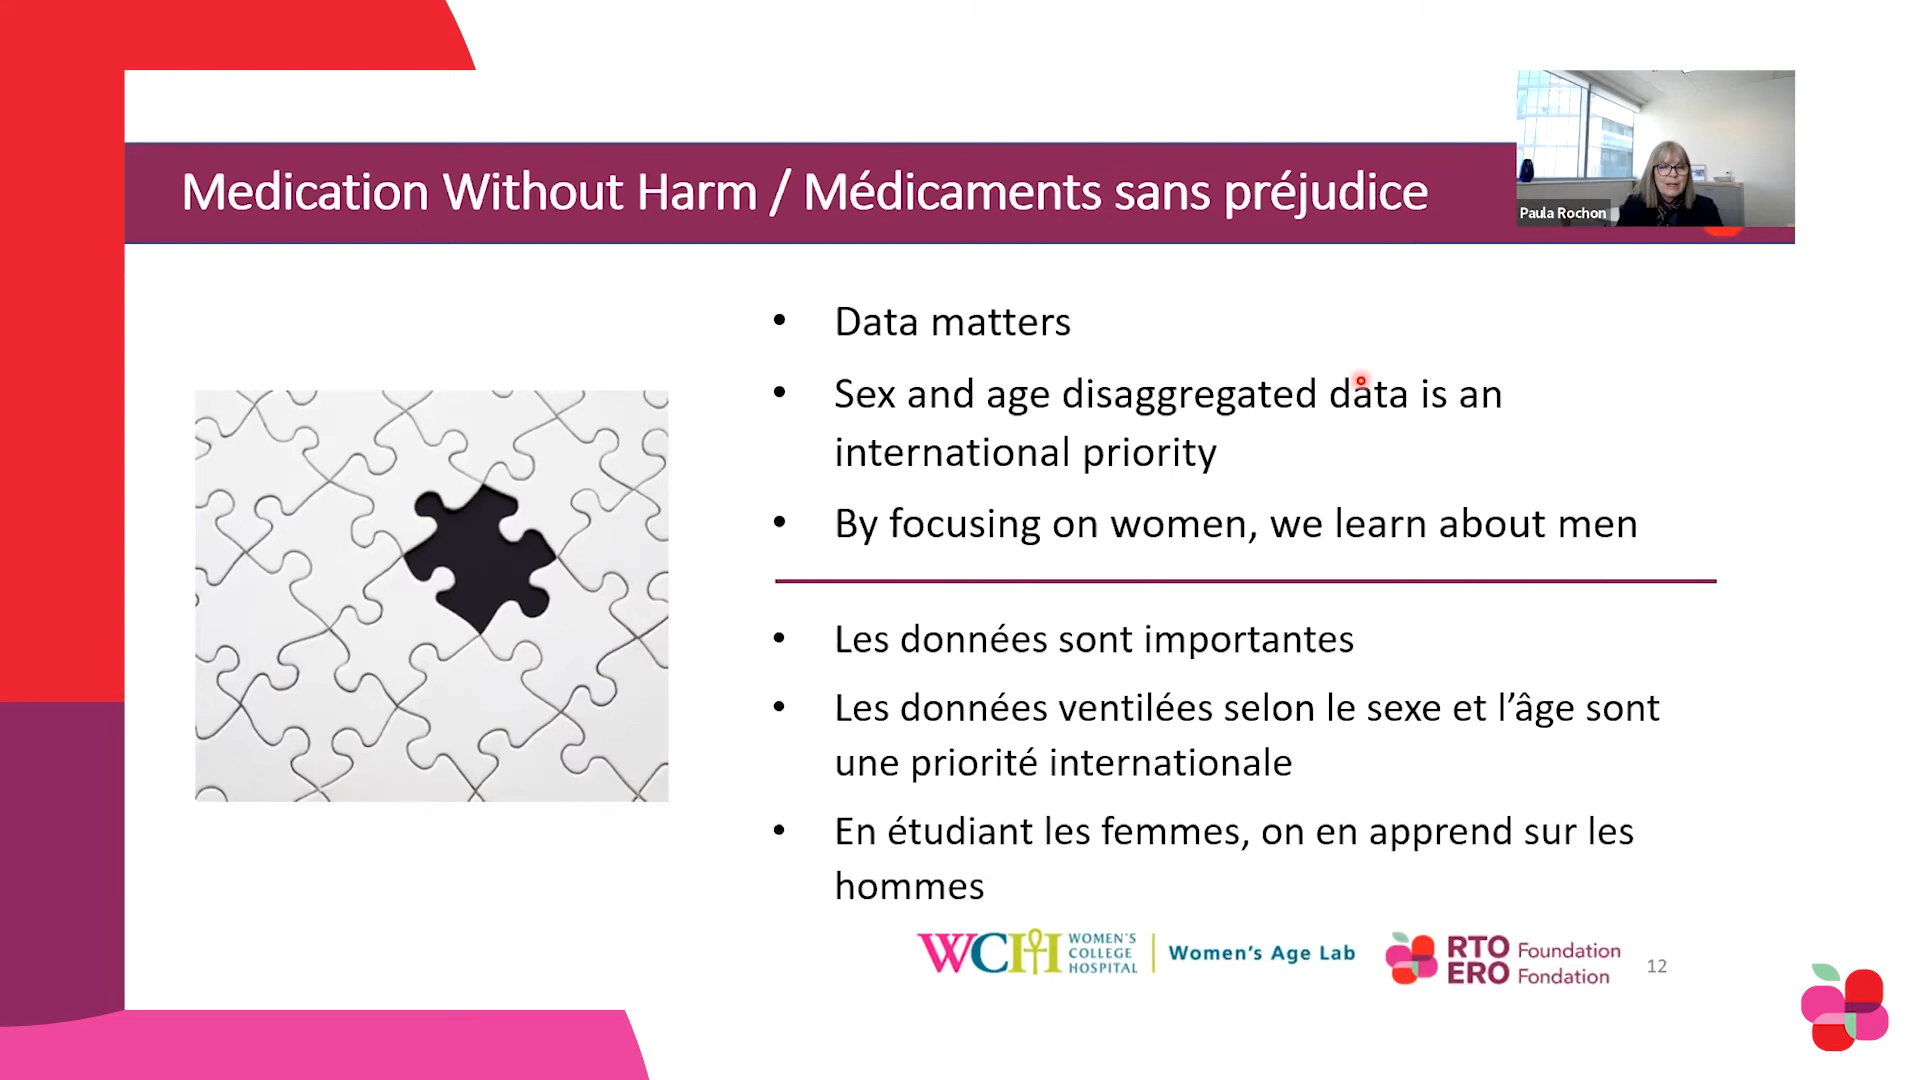 Medication Without Harm / Médicaments sans préjudice
Paula Rochon
• Data matters
• Sex and age disaggregated data is an
international priority
• By focusing on women, we learn about men
• Les données sont importantes
• Les données ventilées selon le sexe et l’âge sont
une priorité internationale
• En étudiant les femmes, on en apprend sur les
hommes
WCH WOMEN'S
COLLEGE
HOSPITAL
Women’s Age Lab
RTO Foundation
ERO Fondation
12